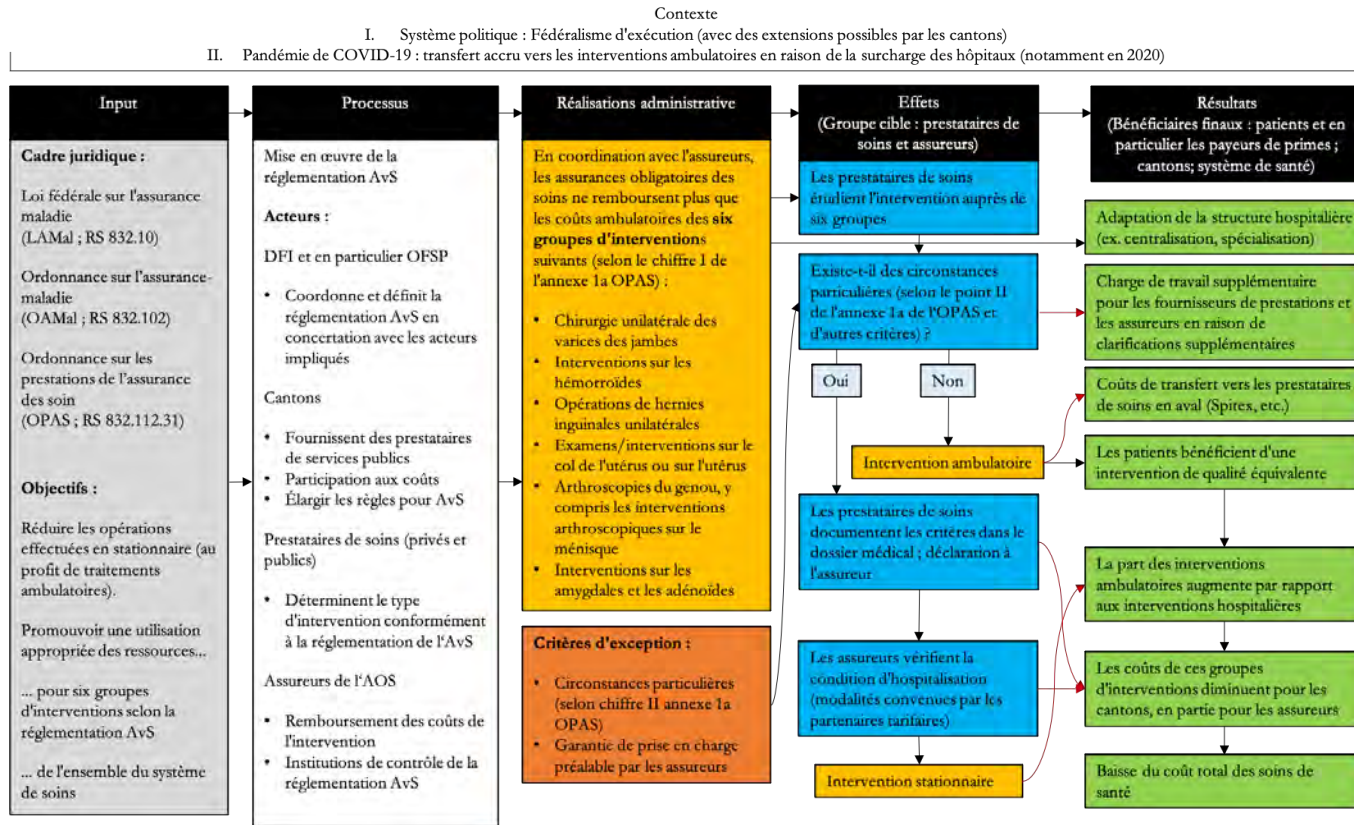 Contexte
I. Système politique : Fédéralisme d'exécution (avec des extensions possibles par les cantons)
II. Pandémie de COVID-19 : transfert accru vers les interventions ambulatoires en raison de la surcharge des hôpitaux (notamment en 2020)
Input
Cadre juridique :
Loi fédérale sur l'assurance
maladie
(LAMal ; RS 832.10)
Ordonnance sur l'assurance-
maladie
(OAMal ; RS 832.102)
Ordonnance sur les
prestations de l'assurance
des soin
(OPAS ; RS 832.112.31)
Objectifs :
Réduire les opérations
effectuées en stationnaire (au
profit de traitements
ambulatoires).
Promouvoir une utilisation
appropriée des ressources...
... pour six groupes
d'interventions selon la
réglementation AvS
... de l'ensemble du système
de soins
Processus
Mise en œuvre de la
réglementation AvS
Acteurs :
DFI et en particulier OFSP
• Coordonne et définit la
réglementation AvS en
concertation avec les acteurs
impliqués
Cantons
• Fournissent des prestataires
de services publics
• Participation aux coûts
• Élargir les règles pour AvS
Prestataires de soins (privés et
publics)
• Déterminent le type
d'intervention conformément
à la réglementation de l'AvS
Assureurs de l'AOS
• Remboursement des coûts de
l'intervention
• Institutions de contrôle de la
réglementation AvS
Réalisations administrative
En coordination avec l'assureurs,
les assurances obligatoires des
soins ne remboursent plus que
les coûts ambulatoires des six
groupes d'interventions
suivants (selon le chiffre I de
l'annexe 1a OPAS) :
• Chirurgie unilatérale des
varices des jambes
• Interventions sur les
hémorroïdes
• Opérations de hernies
inguinales unilatérales
• Examens/interventions sur le
col de l'utérus ou sur l'utérus
• Arthroscopies du genou, y
compris les interventions
arthroscopiques sur le
ménisque
• Interventions sur les
amygdales et les adénoïdes
Critères d'exception :
• Circonstances particulières
(selon chiffre II annexe 1a
OPAS)
• Garantie de prise en charge
préalable par les assureurs
Effets
(Groupe cible : prestataires de
soins et assureurs)
Les prestataires de soins
étudient l'intervention auprès de
six groupes
Existe-t-il des circonstances
particulières (selon le point II
de l'annexe 1a de l'OPAS et
d'autres critères) ?
Oui
Non
Intervention ambulatoire
Les prestataires de soins
documentent les critères dans le
dossier médical ; déclaration à
l'assureur
Les assureurs vérifient la
condition d'hospitalisation
(modalités convenues par les
partenaires tarifaires)
Intervention stationnaire
Résultats
(Bénéficiaires finaux : patients et en
particulier les payeurs de primes ;
cantons; système de santé)
Adaptation de la structure hospitalière
(ex. centralisation, spécialisation)
Charge de travail supplémentaire
pour les fournisseurs de prestations et
les assureurs en raison de
clarifications supplémentaires
Coûts de transfert vers les prestataires
de soins en aval (Spitex, etc.)
Les patients bénéficient d'une
intervention de qualité équivalente
La part des interventions
ambulatoires augmente par rapport
aux interventions hospitalières
Les coûts de ces groupes
d'interventions diminuent pour les
cantons, en partie pour les assureurs
Baisse du coût total des soins de
santé